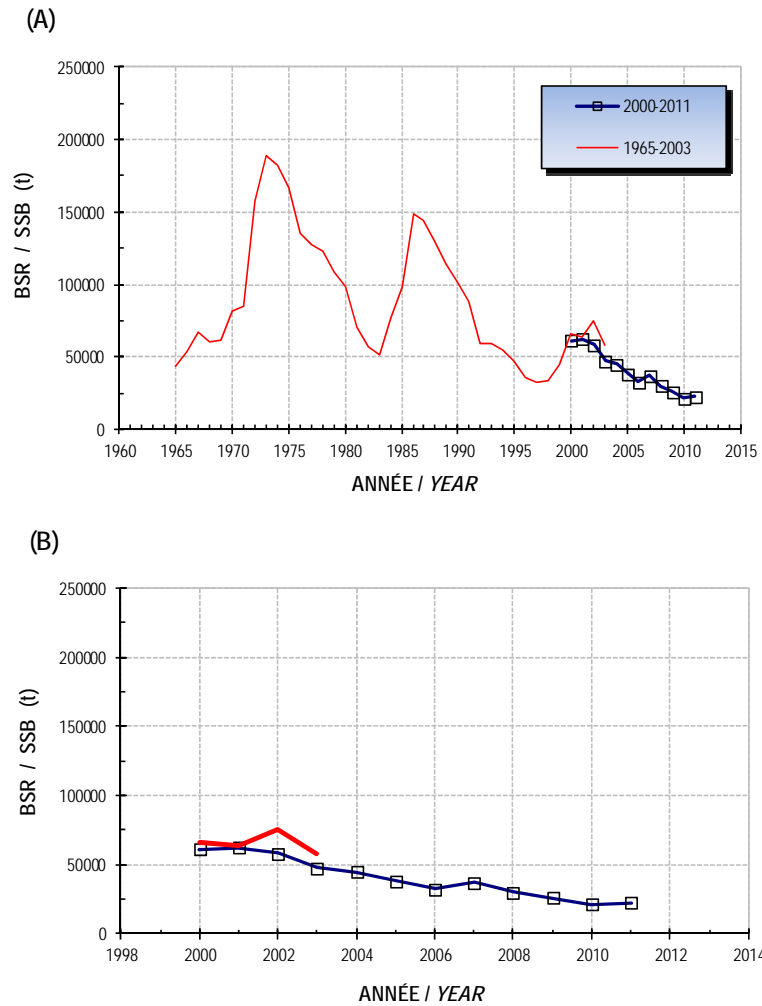 (A)
250000
200000
150000
100000
50000
0
BSR / SSB (t)
2000-2011
1965-2003
1960 1965 1970 1975 1980 1985 1990 1995 2000 2005 2010 2015
ANNÉE / YEAR
(B)
250000
200000
150000
100000
50000
0
BSR / SSB (t)
1998 2000 2002 2004 2006 2008 2010 2012 2014
ANNÉE / YEAR